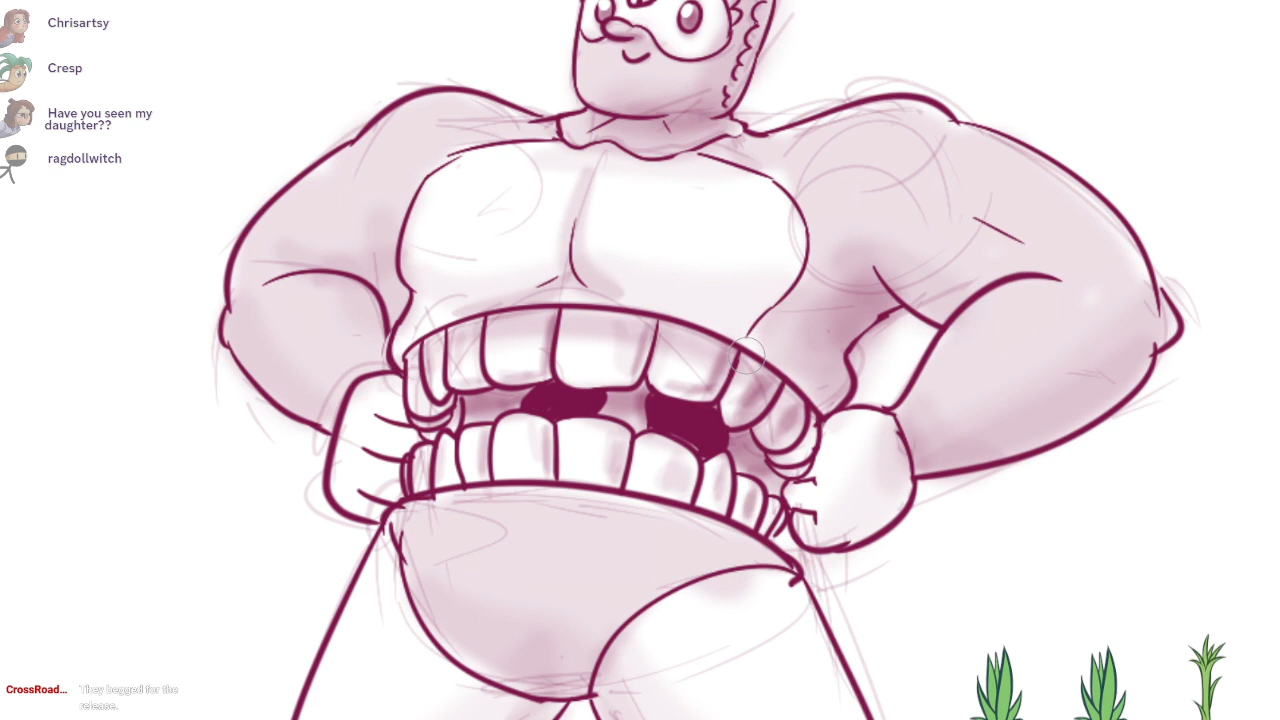 Chrisartsy
Cresp
Have you seen my
daughter??
ragdollwitch
CrossRoad... They begged for the
release.